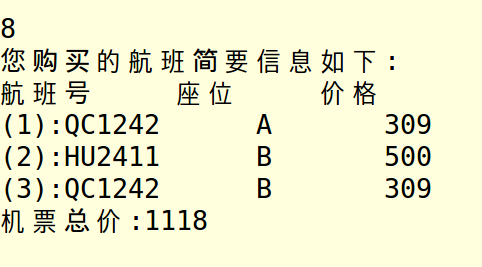 8
您购买的航班简要信息如下:
航班号 座位 价格
(1):QC1242 A 309
(2):HU2411 B 500
(3):QC1242 B 309
机票总价:1118